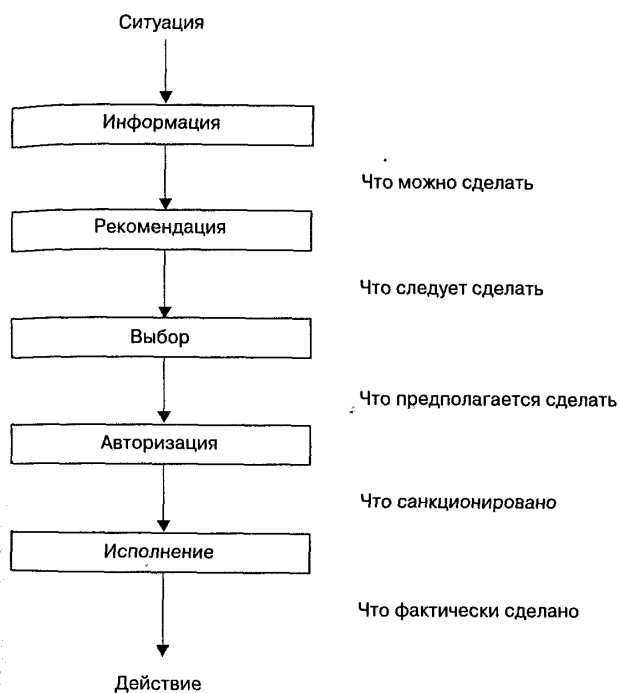 Ситуация
Информация
Что можно сделать
Рекомендация
Что следует сделать
Выбор
Что предполагается сделать
Авторизация
Что санкционировано
Исполнение
Что фактически сделано
Действие